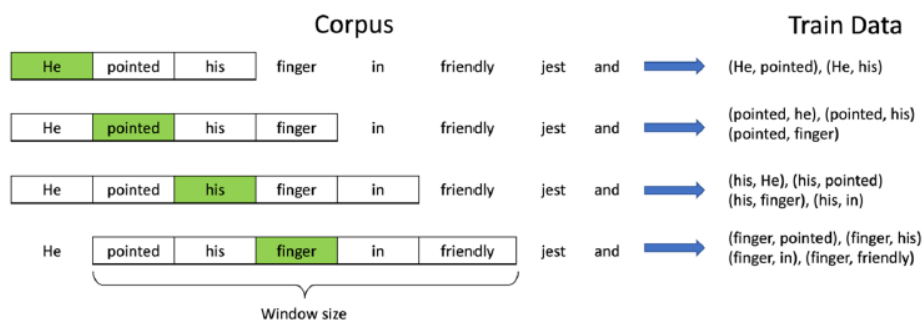 Corpus
Train Data
He pointed his finger in friendly jest and
(He, pointed), (He, his)
He pointed his finger in friendly jest and
(pointed, he), (pointed, his)
(pointed, finger)
He pointed his finger in friendly jest and
(his, He), (his, pointed)
(his, finger), (his, in)
He pointed his finger in friendly jest and
(finger, pointed), (finger, his)
(finger, in), (finger, friendly)
Window size